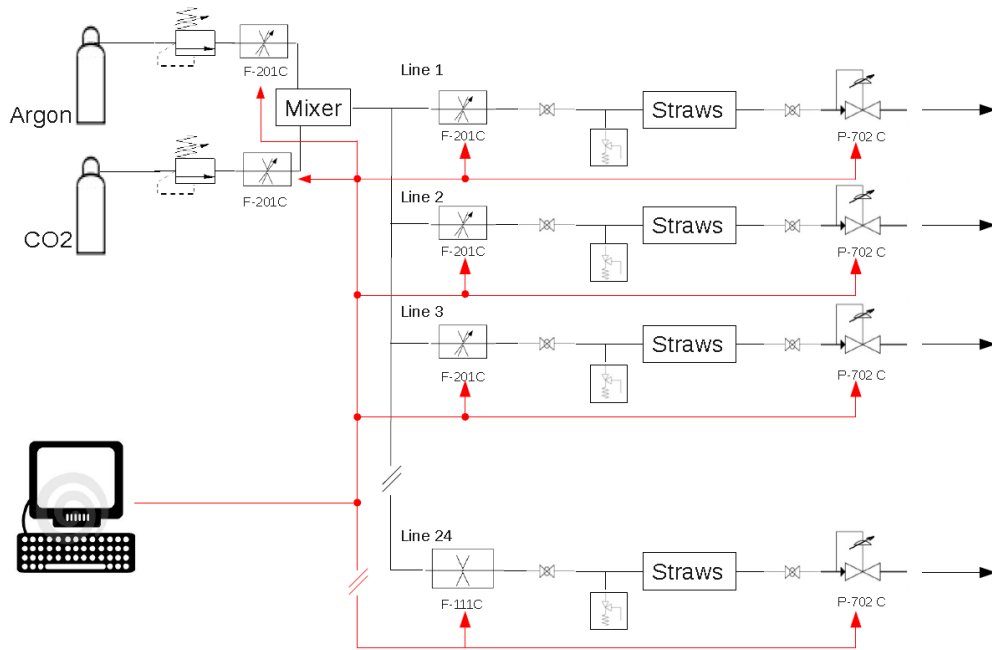 Argon
F-201C
Mixer
CO2
F-201C
Line 1
F-201C
Straws
P-702 C
Line 2
F-201C
Straws
P-702 C
Line 3
F-201C
Straws
P-702 C
Line 24
F-111C
Straws
P-702 C